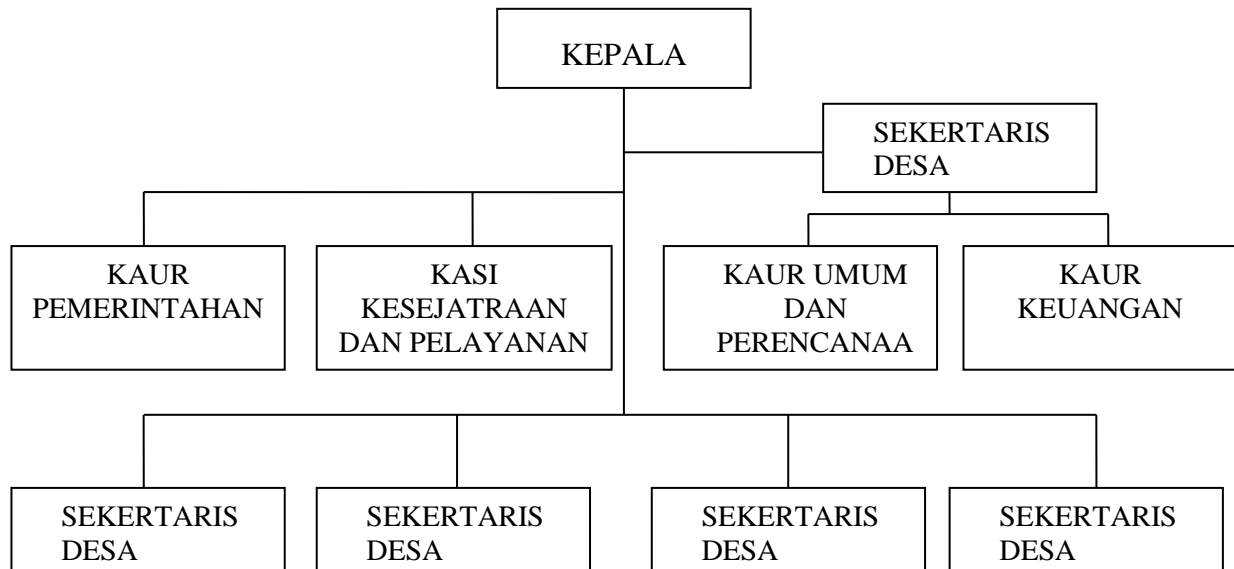 KEPALA
SEKERTARIS
DESA
KAUR
PEMERINTAHAN
KASI
KESEJATRAAN
DAN PELAYANAN
KAUR UMUM
DAN
PERENCANAA
KAUR
KEUANGAN
SEKERTARIS
DESA
SEKERTARIS
DESA
SEKERTARIS
DESA
SEKERTARIS
DESA